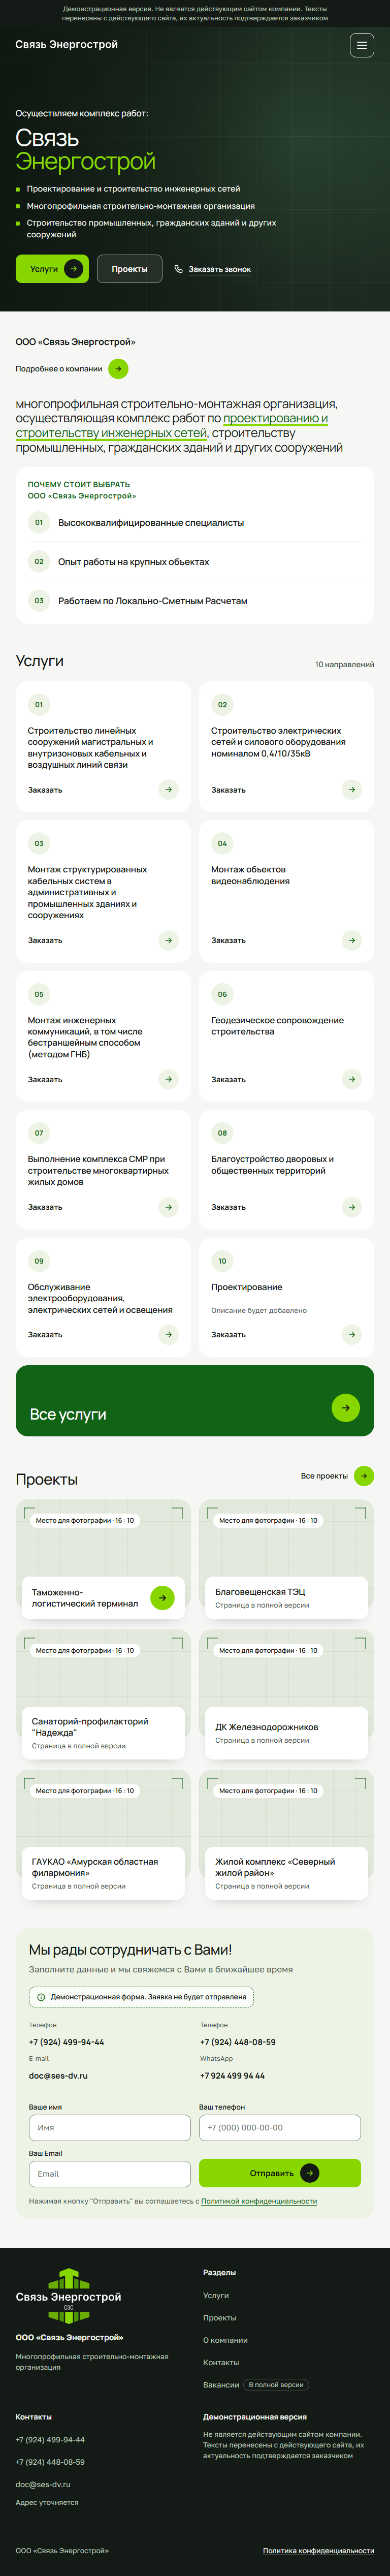 Демонстрационная версия. Не является действующим сайтом компании. Тексты
перенесены с действующего сайта, их актуальность подтверждается заказчиком
Связь Энергострой
Осуществляем комплекс работ:
Связь
Энергострой
Проектирование и строительство инженерных сетей
Многопрофильная строительно-монтажная организация
Строительство промышленных, гражданских зданий и других
сооружений
Услуги
Проекты
Заказать звонок
ООО «Связь Энергострой»
Подробнее о компании
многопрофильная строительно-монтажная организация,
осуществляющая комплекс работ по проектированию и
строительству инженерных сетей, строительству
промышленных, гражданских зданий и других сооружений
ПОЧЕМУ СТОИТ ВЫБРАТЬ
ООО «Связь Энергострой»
01 Высококвалифицированные специалисты
02 Опыт работы на крупных объектах
03 Работаем по Локально-Сметным Расчетам
Услуги
10 направлений
01
Строительство линейных
сооружений магистральных и
внутризоновых кабельных и
воздушных линий связи
Заказать
02
Строительство электрических
сетей и силового оборудования
номиналом 0,4/10/35кВ
Заказать
03
Монтаж структурированных
кабельных систем в
административных и
промышленных зданиях и
сооружениях
Заказать
04
Монтаж объектов
видеонаблюдения
Заказать
05
Монтаж инженерных
коммуникаций, в том числе
бестраншейным способом
(методом ГНБ)
Заказать
06
Геодезическое сопровождение
строительства
Заказать
07
Выполнение комплекса СМР при
строительстве многоквартирных
жилых домов
Заказать
08
Благоустройство дворовых и
общественных территорий
Заказать
09
Обслуживание
электрооборудования,
электрических сетей и освещения
Заказать
10
Проектирование
Описание будет добавлено
Заказать
Все услуги
Проекты
Все проекты
Место для фотографии · 16 : 10
Таможенно-
логистический терминал
Место для фотографии · 16 : 10
Благовещенская ТЭЦ
Страница в полной версии
Место для фотографии · 16 : 10
Санаторий-профилакторий
"Надежда"
Страница в полной версии
Место для фотографии · 16 : 10
ДК Железнодорожников
Страница в полной версии
Место для фотографии · 16 : 10
ГАУКАО «Амурская областная
филармония»
Страница в полной версии
Место для фотографии · 16 : 10
Жилой комплекс «Северный
жилой район»
Страница в полной версии
Мы рады сотрудничать с Вами!
Заполните данные и мы свяжемся с Вами в ближайшее время
Демонстрационная форма. Заявка не будет отправлена
Телефон
+7 (924) 499-94-44
Телефон
+7 (924) 448-08-59
E-mail
doc@ses-dv.ru
WhatsApp
+7 924 499 94 44
Ваше имя
Имя
Ваш телефон
+7 (000) 000-00-00
Ваш Email
Email
Отправить
Нажимая кнопку "Отправить" вы соглашаетесь с Политикой конфиденциальности
Связь Энергострой
СЭС
ООО «Связь Энергострой»
Многопрофильная строительно-монтажная
организация
Разделы
Услуги
Проекты
О компании
Контакты
Вакансии В полной версии
Контакты
+7 (924) 499-94-44
+7 (924) 448-08-59
doc@ses-dv.ru
Адрес уточняется
Демонстрационная версия
Не является действующим сайтом компании.
Тексты перенесены с действующего сайта, их
актуальность подтверждается заказчиком
ООО «Связь Энергострой»
Политика конфиденциальности